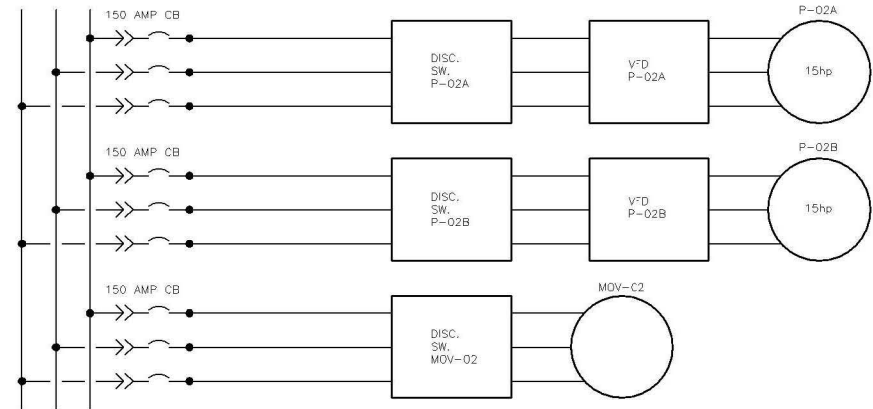 150 AMP CB
P-02A
DISC.
SW.
P-02A
VFD
P-02A
15hp
150 AMP CB
P-02B
DISC.
SW.
P-02B
VFD
P-02B
15hp
150 AMP CB
MOV-C2
DISC.
SW.
MOV-02